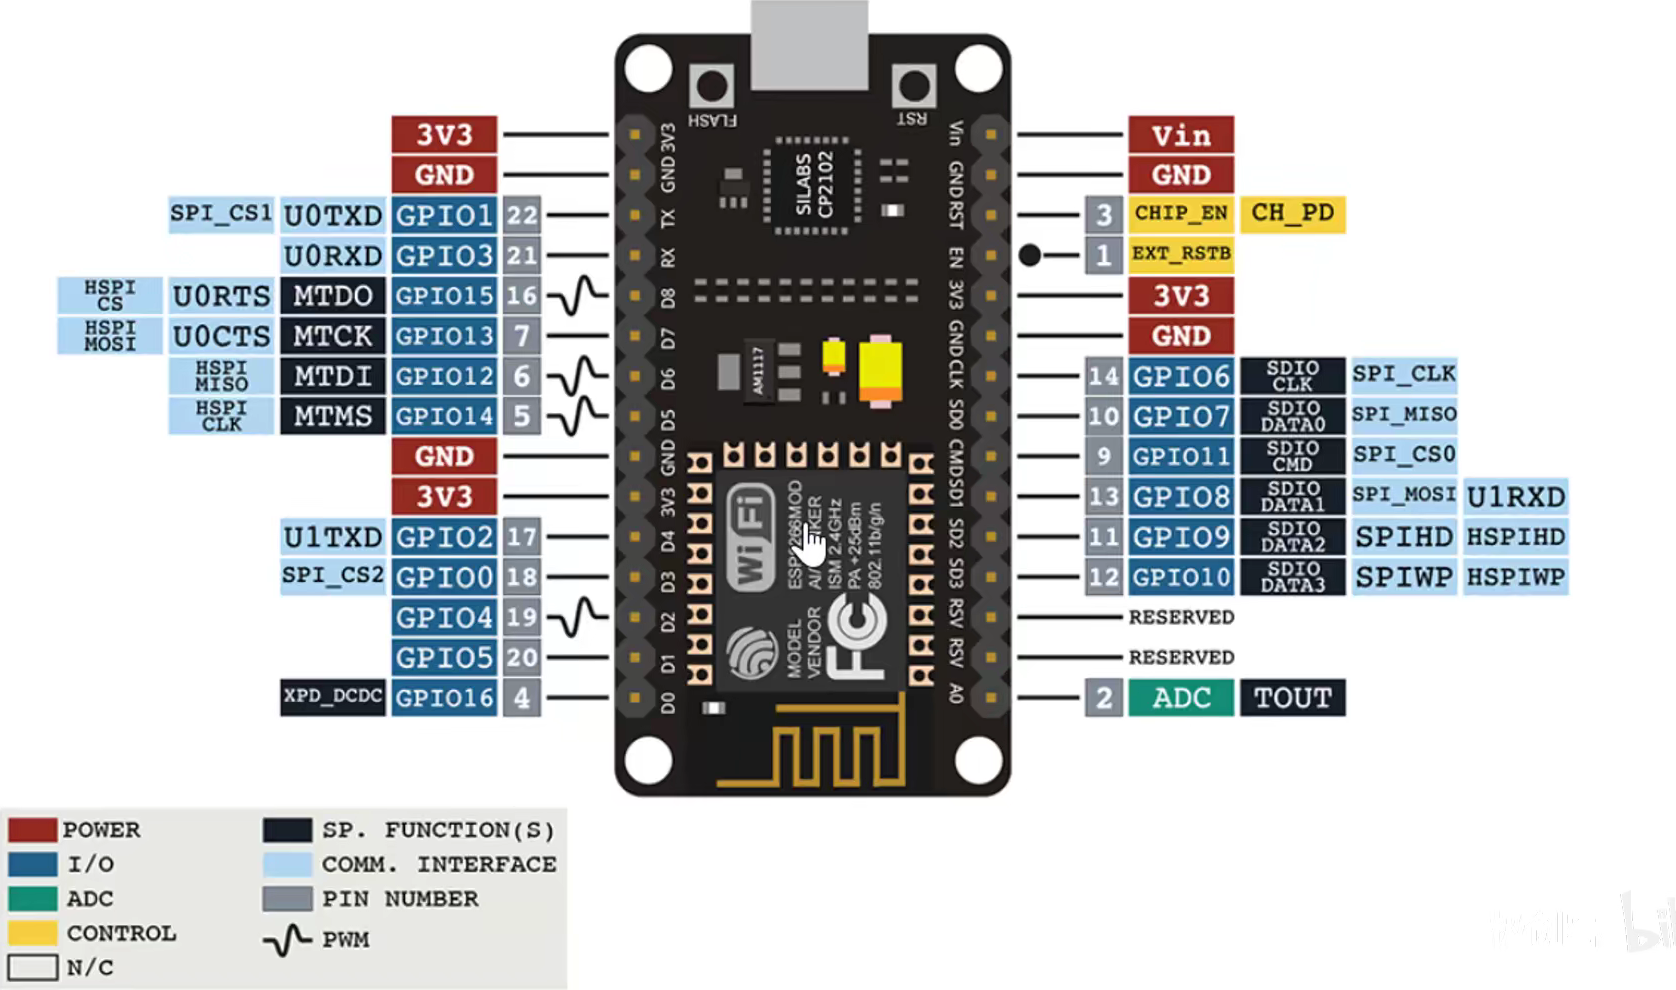 FLASH
RST
3V3
3V3
Vin
Vin
GND
GND
GND
GND
SPI_CS1 U0TXD GPIO1 22
TX
RST
3 CHIP_EN CH_PD
U0RXD GPIO3 21
RX
EN
1 EXT_RSTB
HSPI CS U0RTS MTDO GPIO15 16
D8
3V3
3V3
HSPI MOSI U0CTS MTCK GPIO13 7
D7
GND
GND
HSPI MISO MTDI GPIO12 6
D6
CLK
14 GPIO6 SDIO CLK SPI_CLK
HSPI CLK MTMS GPIO14 5
D5
SD0
10 GPIO7 SDIO DATA0 SPI_MISO
GND
GND
CMD
9 GPIO11 SDIO CMD SPI_CS0
3V3
3V3
SD1
13 GPIO8 SDIO DATA1 SPI_MOSI U1RXD
U1TXD GPIO2 17
D4
SD2
11 GPIO9 SDIO DATA2 SPIHD HSPIHD
SPI_CS2 GPIO0 18
D3
SD3
12 GPIO10 SDIO DATA3 SPIWP HSPIWP
GPIO4 19
D2
RSV
RESERVED
GPIO5 20
D1
RSV
RESERVED
XPD_DCDC GPIO16 4
D0
A0
2 ADC TOUT
SILABS
CP2102
AM1117
WiFi
MODEL
VENDOR
ISM 2.4GHz
PA +25dBm
802.11b/g/n
FC
POWER
I/O
ADC
CONTROL
N/C
SP. FUNCTION(S)
COMM. INTERFACE
PIN NUMBER
PWM